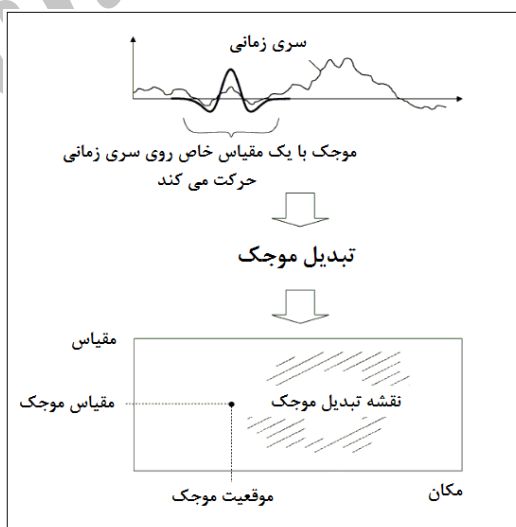 سری زمانی
موجک با یک مقیاس خاص روی سری زمانی
حرکت می کند
تبدیل موجک
مقیاس
مقیاس موجک
نقشه تبدیل موجک
موقعیت موجک
مکان